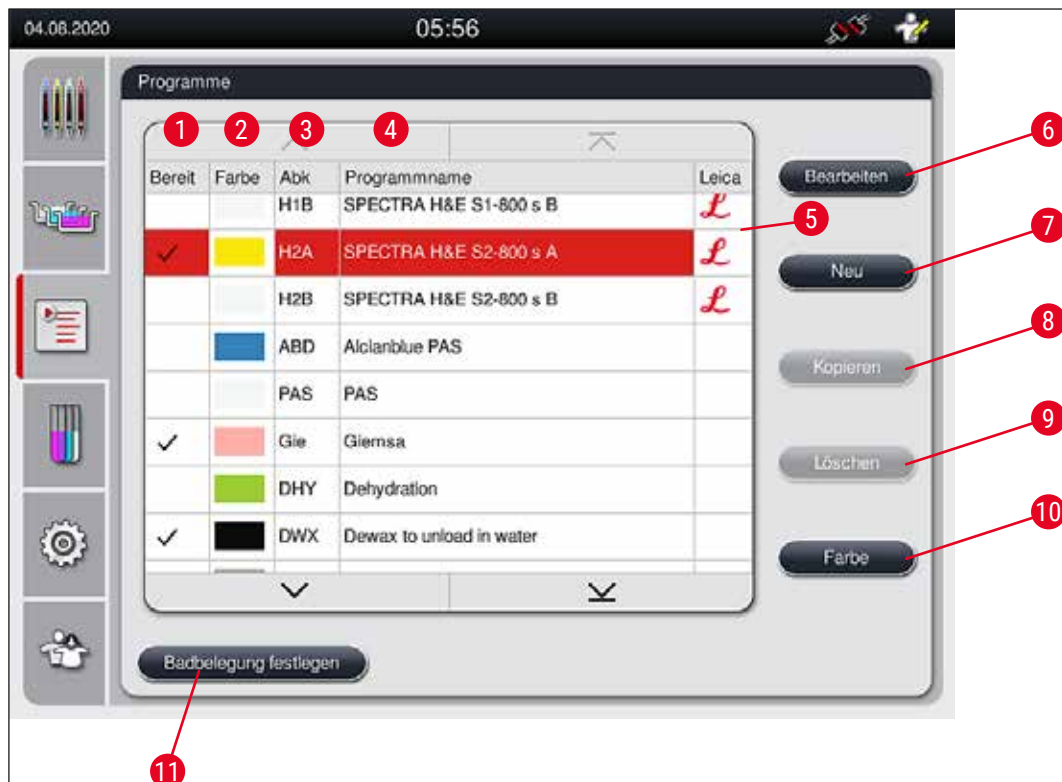 04.08.2020 05:56
Programme
1 2 3 4
Bereit Farbe Abk Programmname Leica
H1B SPECTRA H&E S1-800 s B L
5
H2A SPECTRA H&E S2-800 s A L
H2B SPECTRA H&E S2-800 s B L
ABD Alcianblue PAS
PAS PAS
Gie Giemsa
DHY Dehydration
DWX Dewax to unload in water
Bearbeiten 6
Neu 7
Kopieren 8
Löschen 9
Farbe 10
Badbelegung festlegen
11